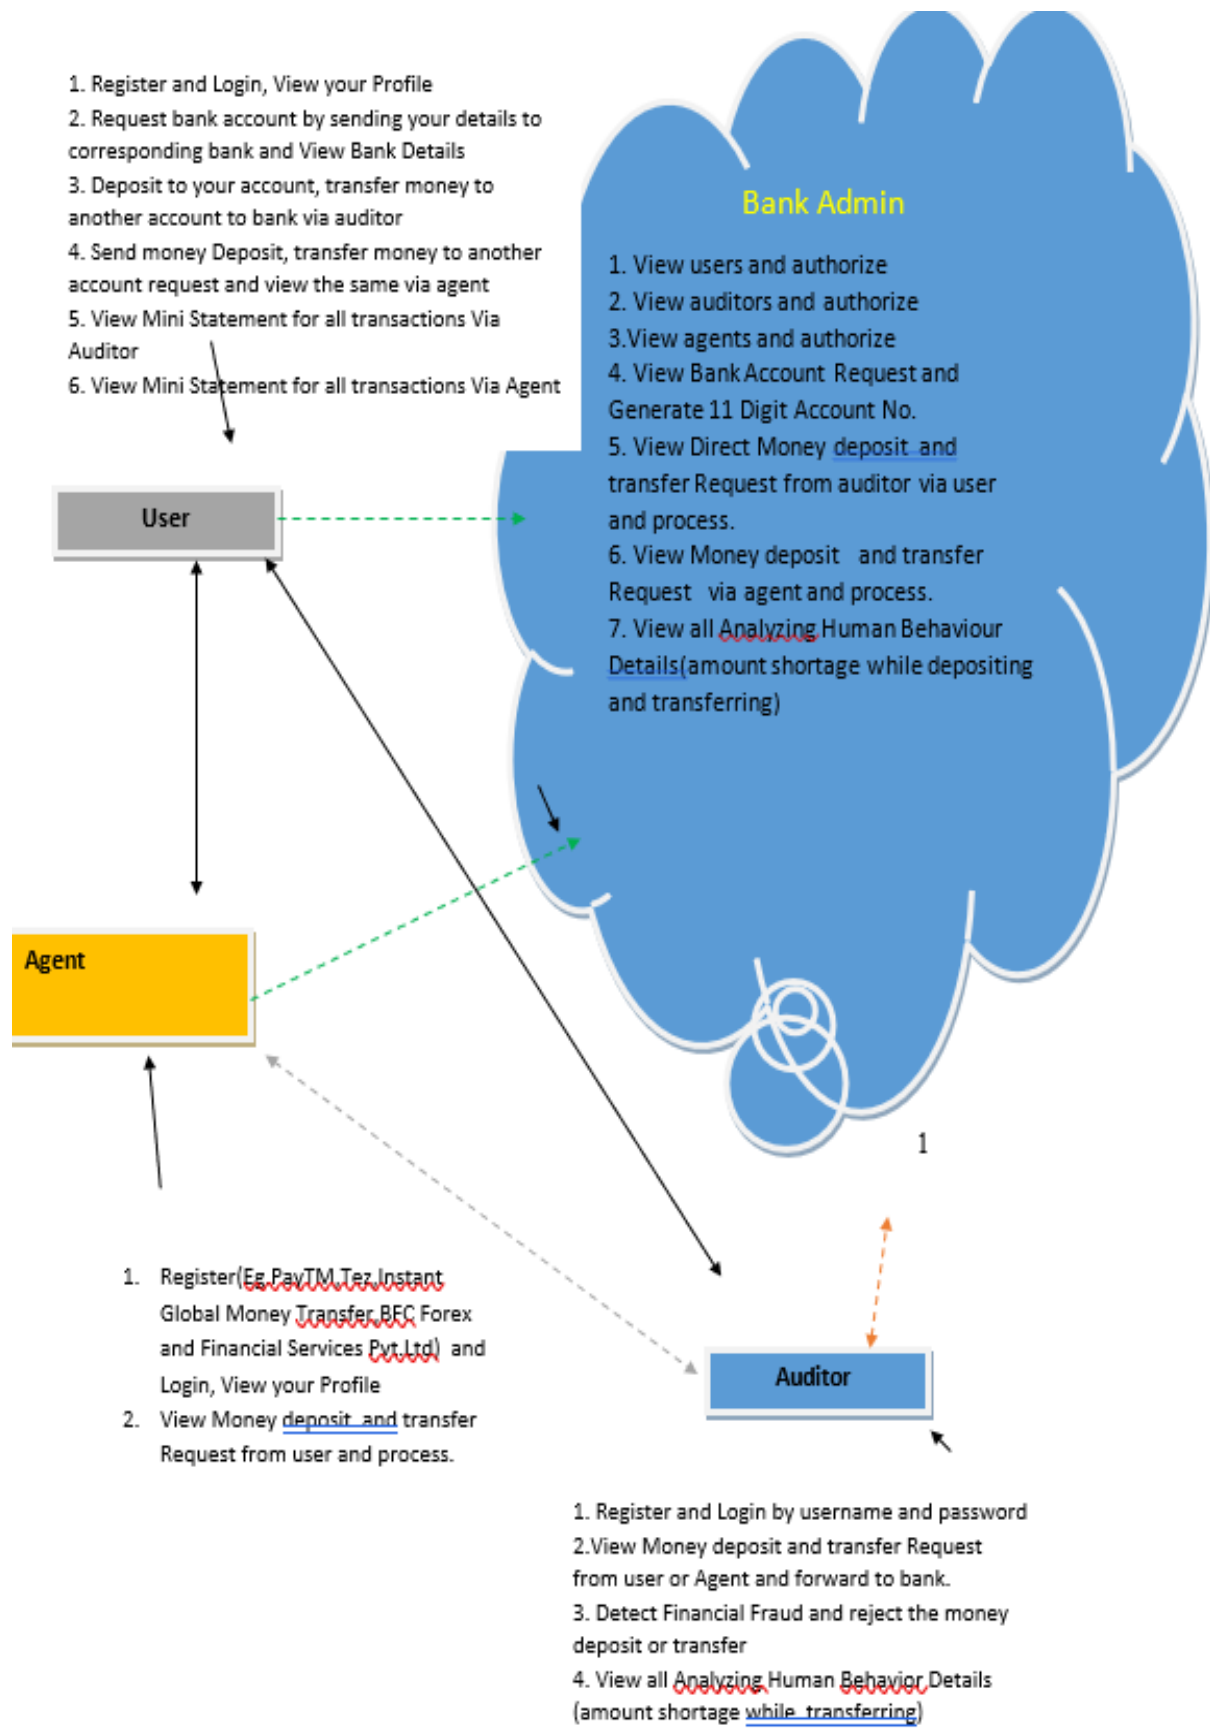 1. Register and Login, View your Profile
2. Request bank account by sending your details to
corresponding bank and View Bank Details
3. Deposit to your account, transfer money to
another account to bank via auditor
4. Send money Deposit, transfer money to another
account request and view the same via agent
5. View Mini Statement for all transactions Via
Auditor
6. View Mini Statement for all transactions Via Agent
Bank Admin
1. View users and authorize
2. View auditors and authorize
3.View agents and authorize
4. View Bank Account Request and
Generate 11 Digit Account No.
5. View Direct Money deposit and
transfer Request from auditor via user
and process.
6. View Money deposit and transfer
Request via agent and process.
7. View all Analyzing Human Behaviour
Details(amount shortage while depositing
and transferring)
User
Agent
1
1. Register(Eg.PayTM,Tez,Instant
Global Money Transfer,BFC Forex
and Financial Services Pvt.Ltd) and
Login, View your Profile
2. View Money deposit and transfer
Request from user and process.
Auditor
1. Register and Login by username and password
2.View Money deposit and transfer Request
from user or Agent and forward to bank.
3. Detect Financial Fraud and reject the money
deposit or transfer
4. View all Analyzing Human Behavior Details
(amount shortage while transferring)